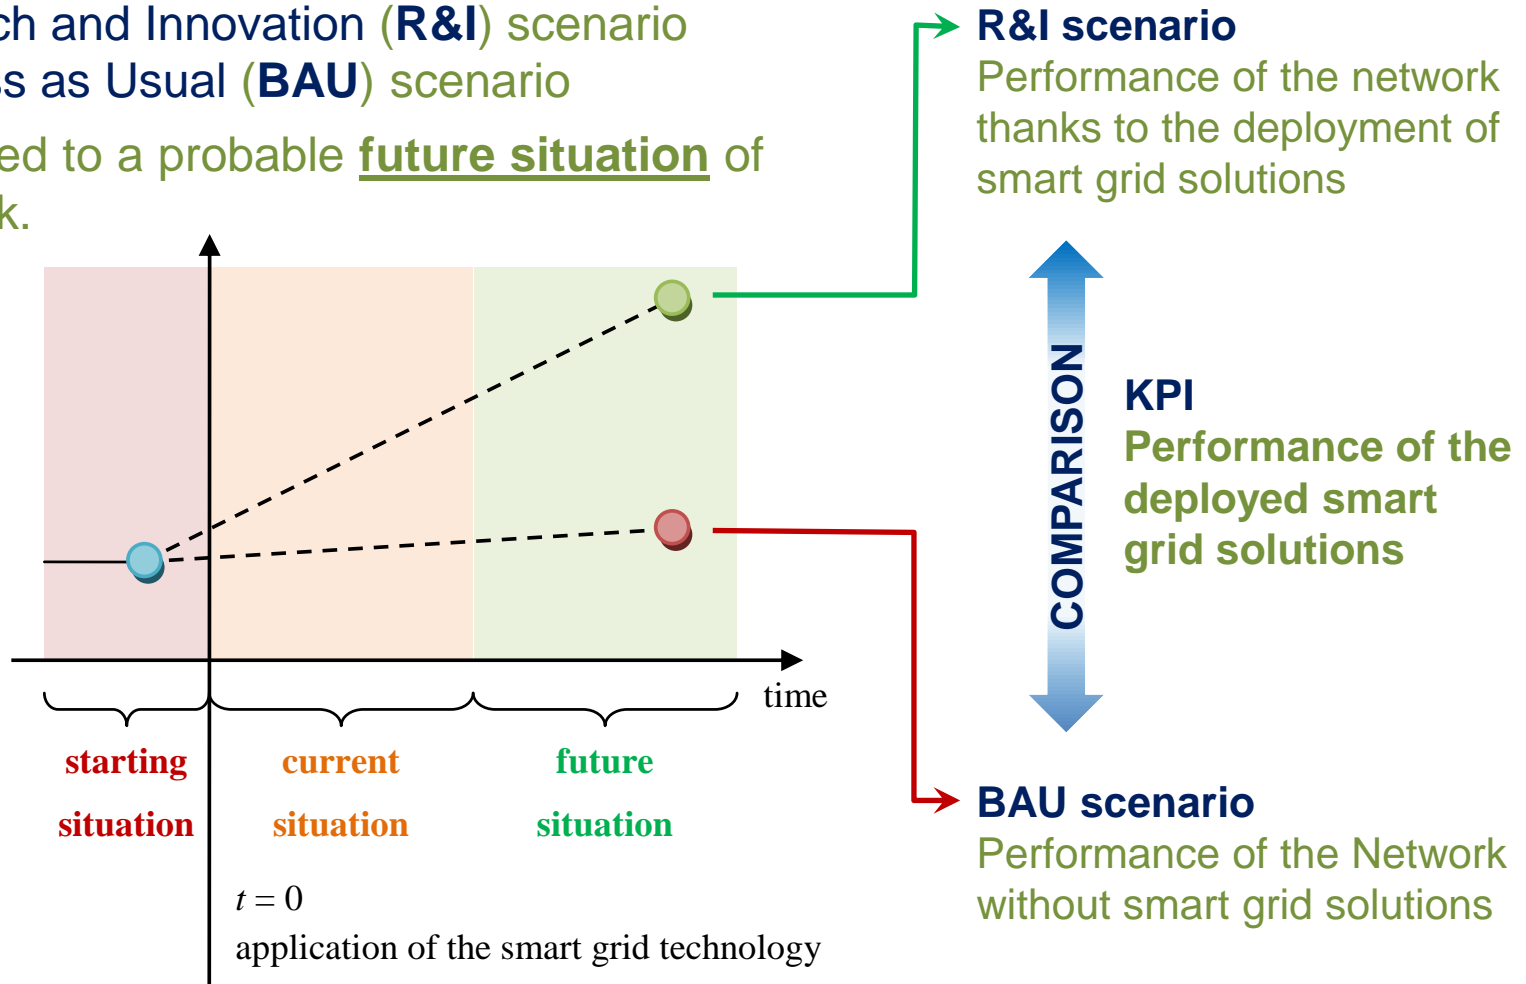 ch and Innovation (R&I) scenario
ss as Usual (BAU) scenario
ed to a probable future situation of
k.
R&I scenario
Performance of the network
thanks to the deployment of
smart grid solutions
COMPARISON
KPI
Performance of the
deployed smart
grid solutions
time
starting
situation
current
situation
future
situation
BAU scenario
Performance of the Network
without smart grid solutions
t = 0
application of the smart grid technology